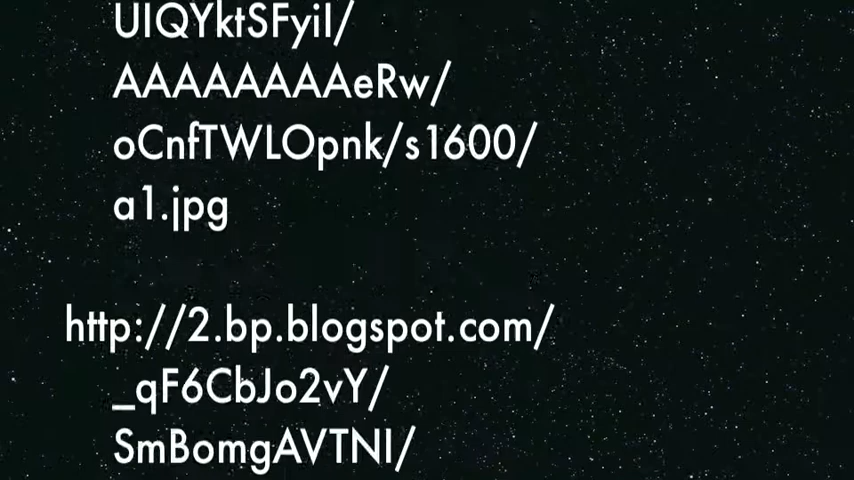 UIQYktSFyiI/
AAAAAAAAeRw/
oCnfTWLOpnk/s1600/
a1.jpg
http://2.bp.blogspot.com/
_qF6CbJo2vY/
SmBomgAVTNI/